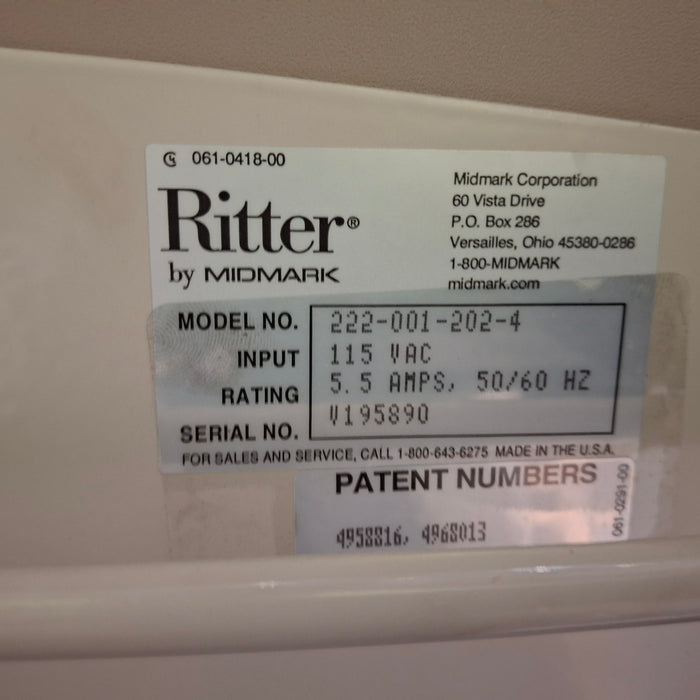 061-0418-00
Ritter®
by MIDMARK
Midmark Corporation
60 Vista Drive
P.O. Box 286
Versailles, Ohio 45380-0286
1-800-MIDMARK
midmark.com
MODEL NO. 222-001-202-4
INPUT 115 VAC
RATING 5.5 AMPS, 50/60 HZ
SERIAL NO. V195890
FOR SALES AND SERVICE, CALL 1-800-643-6275 MADE IN THE U.S.A.
PATENT NUMBERS
4958816, 4968013
061-0291-00